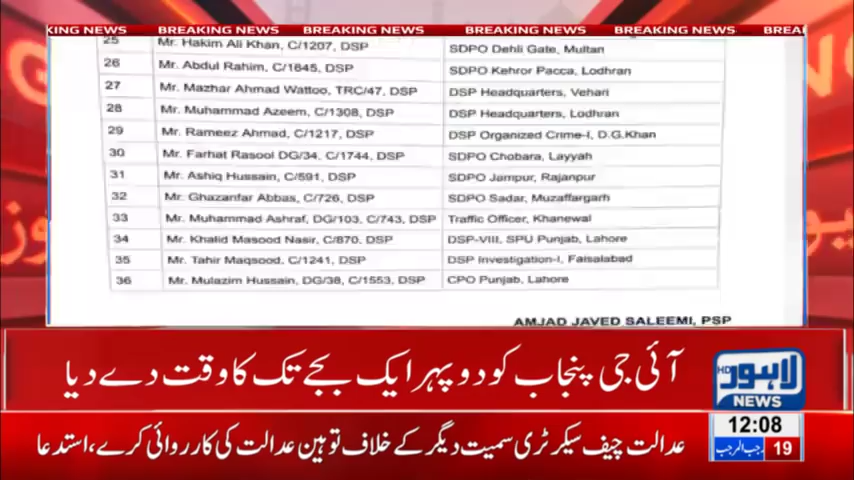 KING NEWS BREAKING NEWS BREAKING NEWS BREAKING NEWS BREAKING NEWS BREA
25 Mr. Hakim Ali Khan, C/1207, DSP SDPO Dehli Gate, Multan
26 Mr. Abdul Rahim, C/1645, DSP SDPO Kehror Pacca, Lodhran
27 Mr. Mazhar Ahmad Wattoo, TRC/47, DSP DSP Headquarters, Vehari
28 Mr. Muhammad Azeem, C/1308, DSP DSP Headquarters, Lodhran
29 Mr. Rameez Ahmad, C/1217, DSP DSP Organized Crime-I, D.G.Khan
30 Mr. Farhat Rasool DG/34, C/1744, DSP SDPO Chobara, Layyah
31 Mr. Ashiq Hussain, C/591, DSP SDPO Jampur, Rajanpur
32 Mr. Ghazanfar Abbas, C/726, DSP SDPO Sadar, Muzaffargarh
33 Mr. Muhammad Ashraf, DG/103, C/743, DSP Traffic Officer, Khanewal
34 Mr. Khalid Masood Nasir, C/870, DSP DSP-VIII, SPU Punjab, Lahore
35 Mr. Tahir Maqsood, C/1241, DSP DSP Investigation-I, Faisalabad
36 Mr. Mulazim Hussain, DG/38, C/1553, DSP CPO Punjab, Lahore
AMJAD JAVED SALEEMI, PSP
آئی جی پنجاب کو دوپہر ایک بجے تک کا وقت دے دیا
لاہور HD
NEWS
12:08
عدالت چیف سیکرٹری سمیت دیگر کے خلاف توہین عدالت کی کارروائی کرے، استدعا
19 رجب المرجب